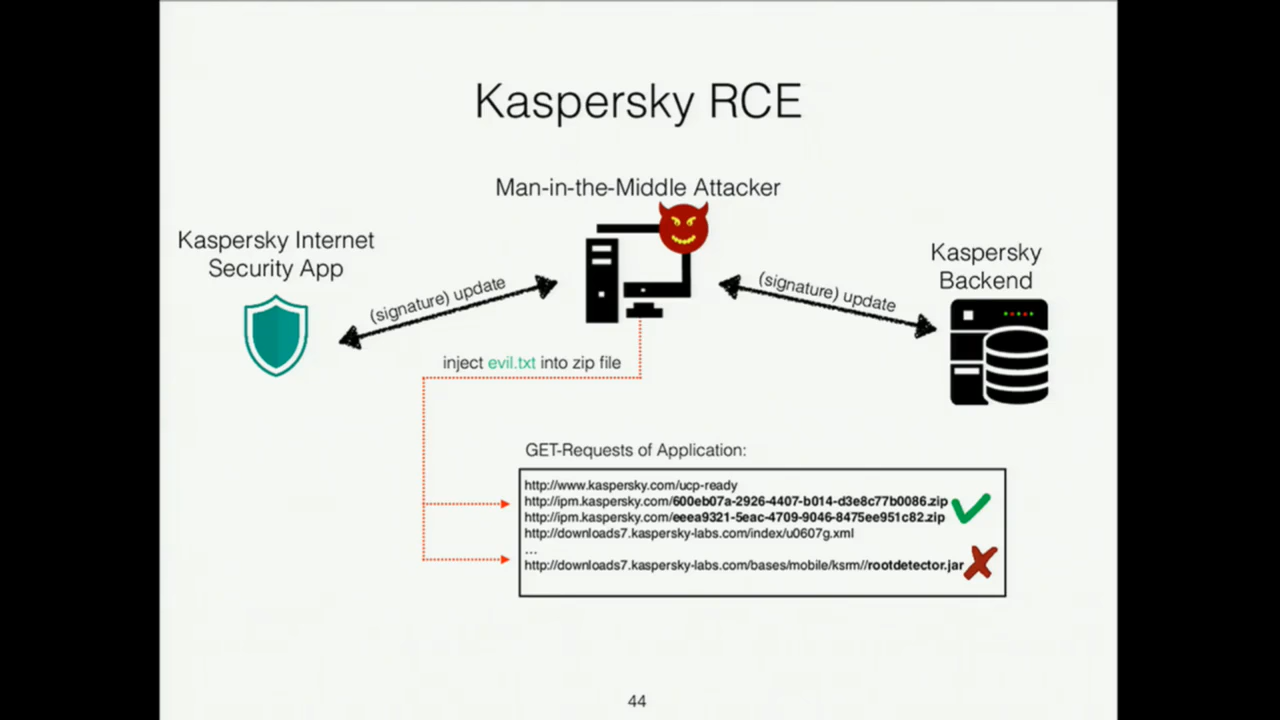 Kaspersky RCE
Man-in-the-Middle Attacker
Kaspersky Internet
Security App
Kaspersky
Backend
(signature) update
(signature) update
inject evil.txt into zip file
GET-Requests of Application:
http://www.kaspersky.com/ucp-ready
http://ipm.kaspersky.com/600eb07a-2926-4407-b014-d3e8c77b0086.zip
http://ipm.kaspersky.com/eeea9321-5eac-4709-9046-8475ee951c82.zip
http://downloads7.kaspersky-labs.com/index/u0607g.xml
...
http://downloads7.kaspersky-labs.com/bases/mobile/ksrm//rootdetector.jar
44